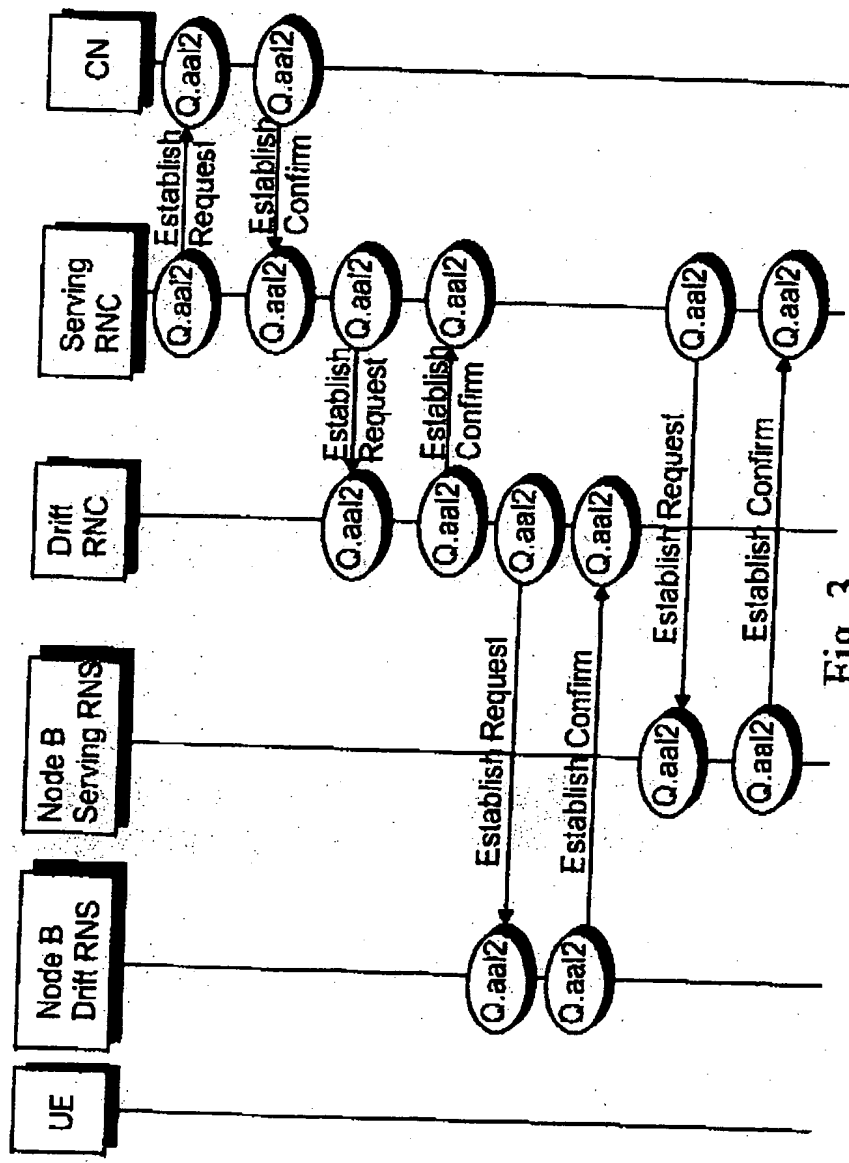 UE
Node B
Drift RNS
Node B
Serving RNS
Drift
RNC
Serving
RNC
CN
Q.aal2
Establish
Request
Q.aal2
Q.aal2
Establish
Confirm
Q.aal2
Q.aal2
Establish
Request
Q.aal2
Q.aal2
Establish
Confirm
Q.aal2
Q.aal2
Establish Request
Q.aal2
Q.aal2
Establish Confirm
Q.aal2
Q.aal2
Establish Request
Q.aal2
Q.aal2
Establish Confirm
Q.aal2
Fig